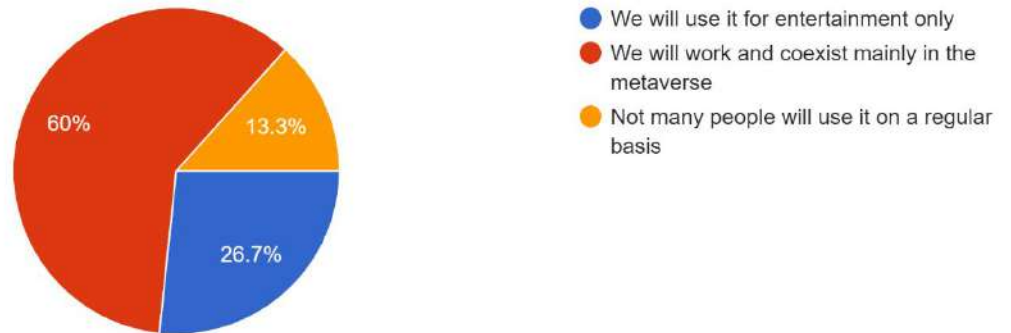 We will use it for entertainment only
We will work and coexist mainly in the
metaverse
Not many people will use it on a regular
basis
60%
13.3%
26.7%